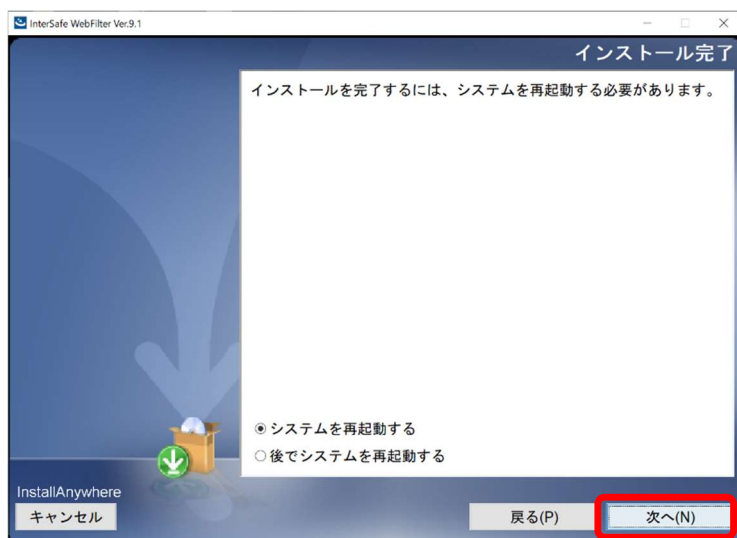 InterSafe WebFilter Ver.9.1
インストール完了
インストールを完了するには、システムを再起動する必要があります。
システムを再起動する
後でシステムを再起動する
InstallAnywhere
キャンセル
戻る(P)
次へ(N)